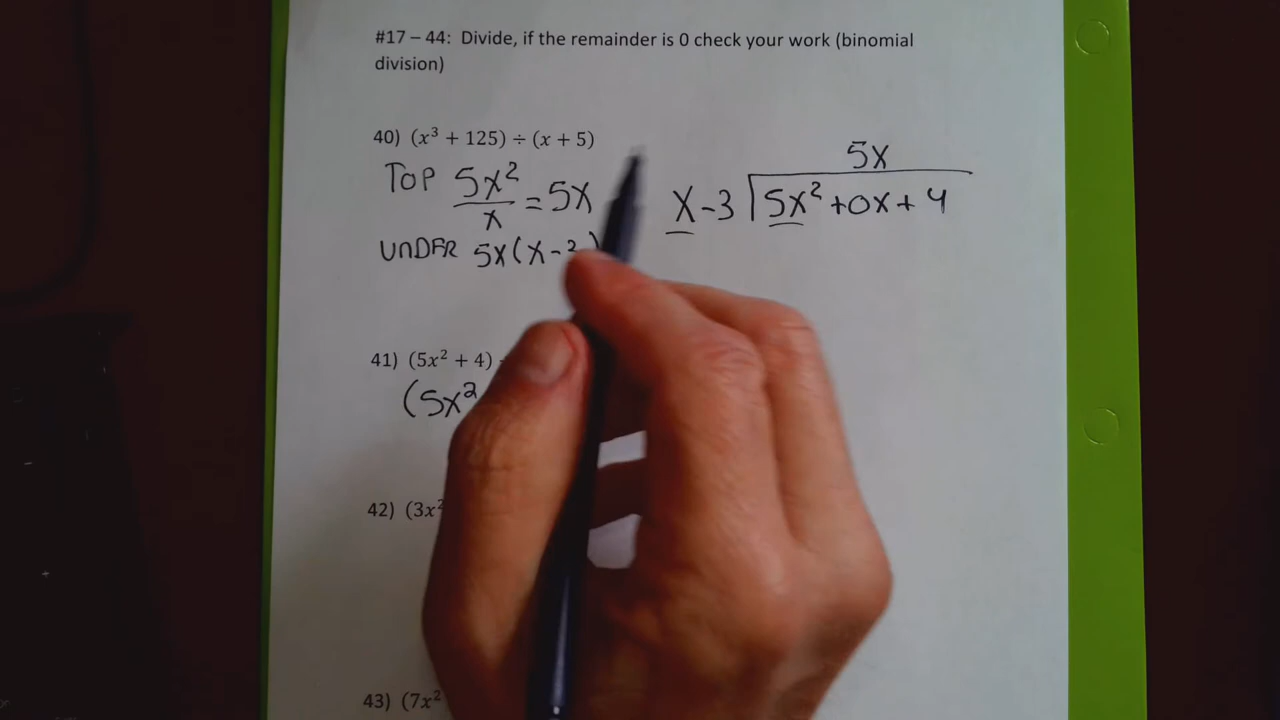 #17 – 44: Divide, if the remainder is 0 check your work (binomial
division)
40) (x³ + 125) ÷ (x + 5)
TOP 5x²/x = 5x
UNDER 5x(x-3)
5x
x-3 5x²+0x+4
41) (5x² + 4)
(5x²
42) (3x²
43) (7x²